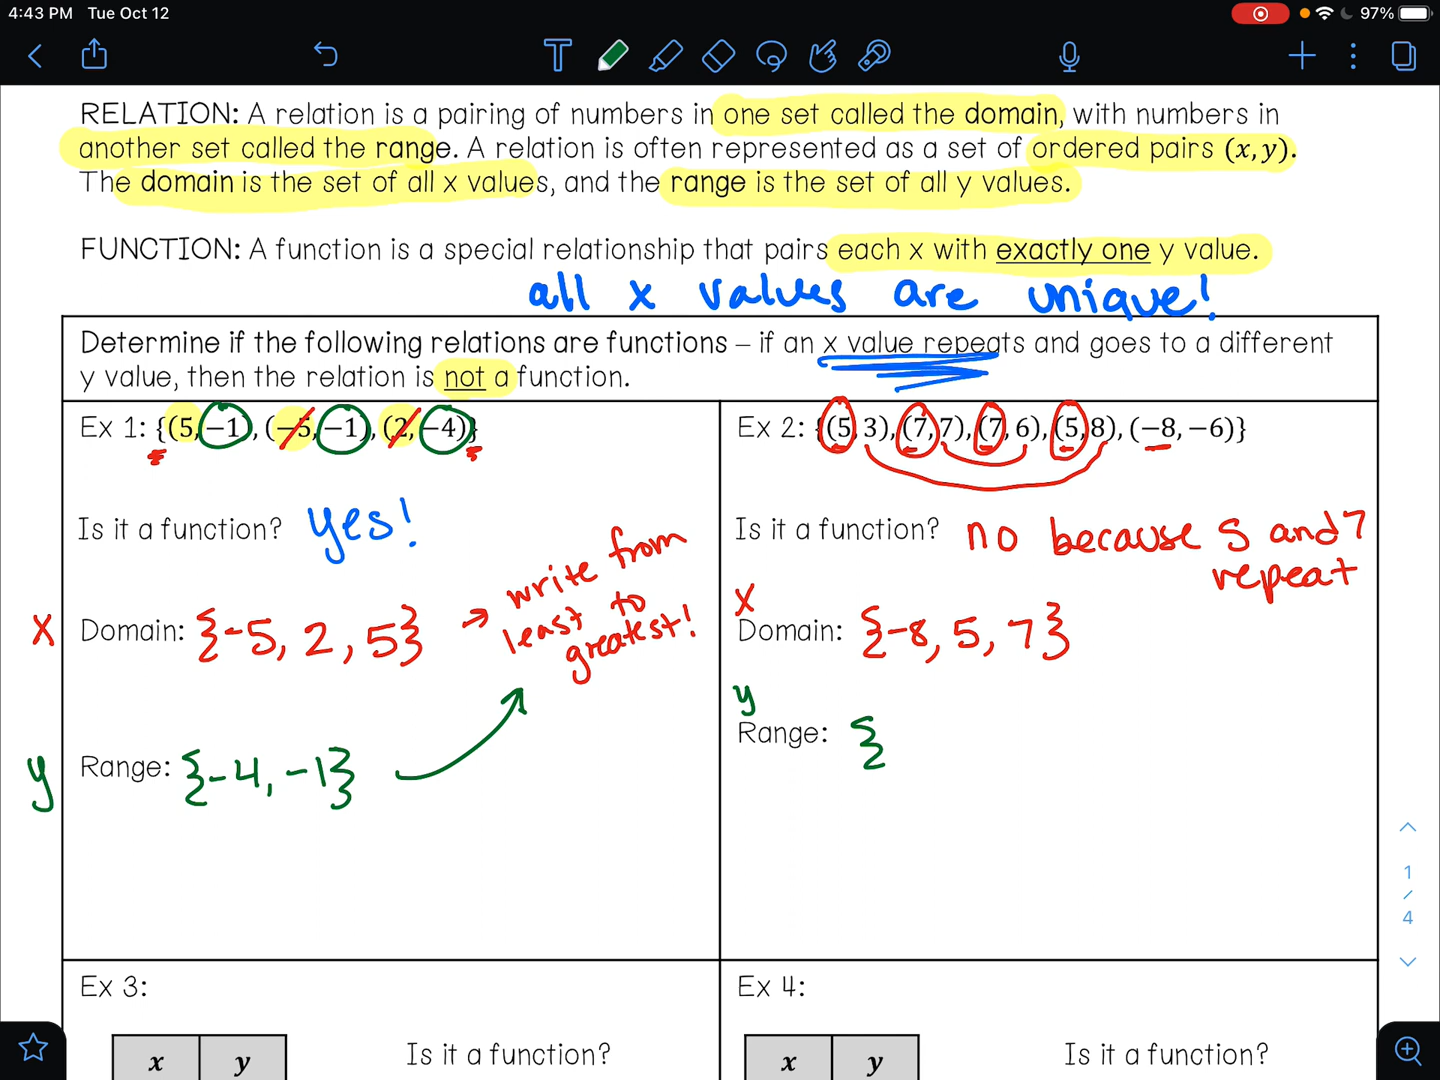 4:43 PM Tue Oct 12
97%
RELATION: A relation is a pairing of numbers in one set called the domain, with numbers in
another set called the range. A relation is often represented as a set of ordered pairs (x, y).
The domain is the set of all x values, and the range is the set of all y values.
FUNCTION: A function is a special relationship that pairs each x with exactly one y value.
all x values are unique!
Determine if the following relations are functions – if an x value repeats and goes to a different
y value, then the relation is not a function.
Ex 1: {(5, −1), (−5, −1), (2, −4)}
Is it a function? yes!
→ write from
least to
greatest!
x Domain: {-5, 2, 5}
y Range: {-4, -1}
Ex 2: {(5, 3), (7, 7), (7, 6), (5, 8), (−8, −6)}
Is it a function? no because 5 and 7
repeat
x
Domain: {-8, 5, 7}
y
Range: {
1
/
4
Ex 3:
x y
Is it a function?
Ex 4:
x y
Is it a function?